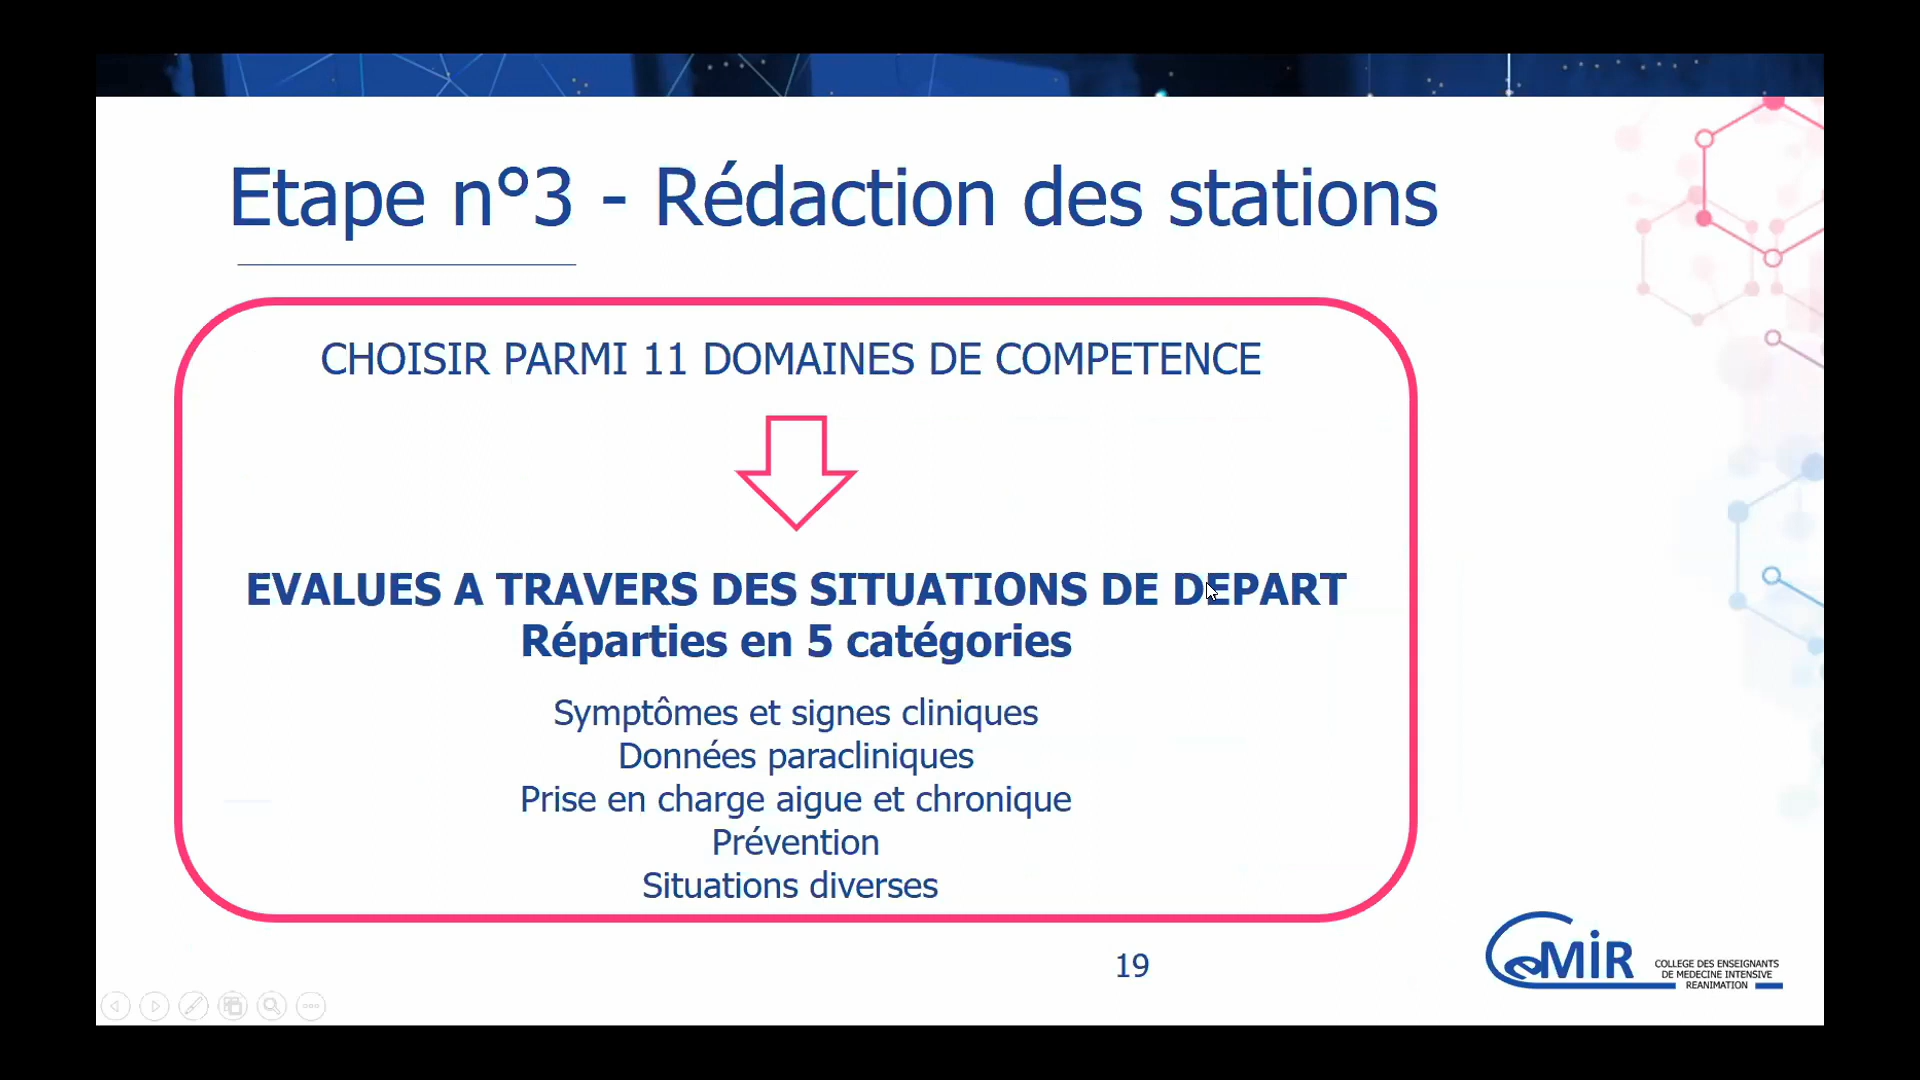 Etape n°3 - Rédaction des stations
CHOISIR PARMI 11 DOMAINES DE COMPETENCE
EVALUES A TRAVERS DES SITUATIONS DE DEPART
Réparties en 5 catégories
Symptômes et signes cliniques
Données paracliniques
Prise en charge aigue et chronique
Prévention
Situations diverses
19
CeMiR
COLLEGE DES ENSEIGNANTS
DE MEDECINE INTENSIVE
REANIMATION